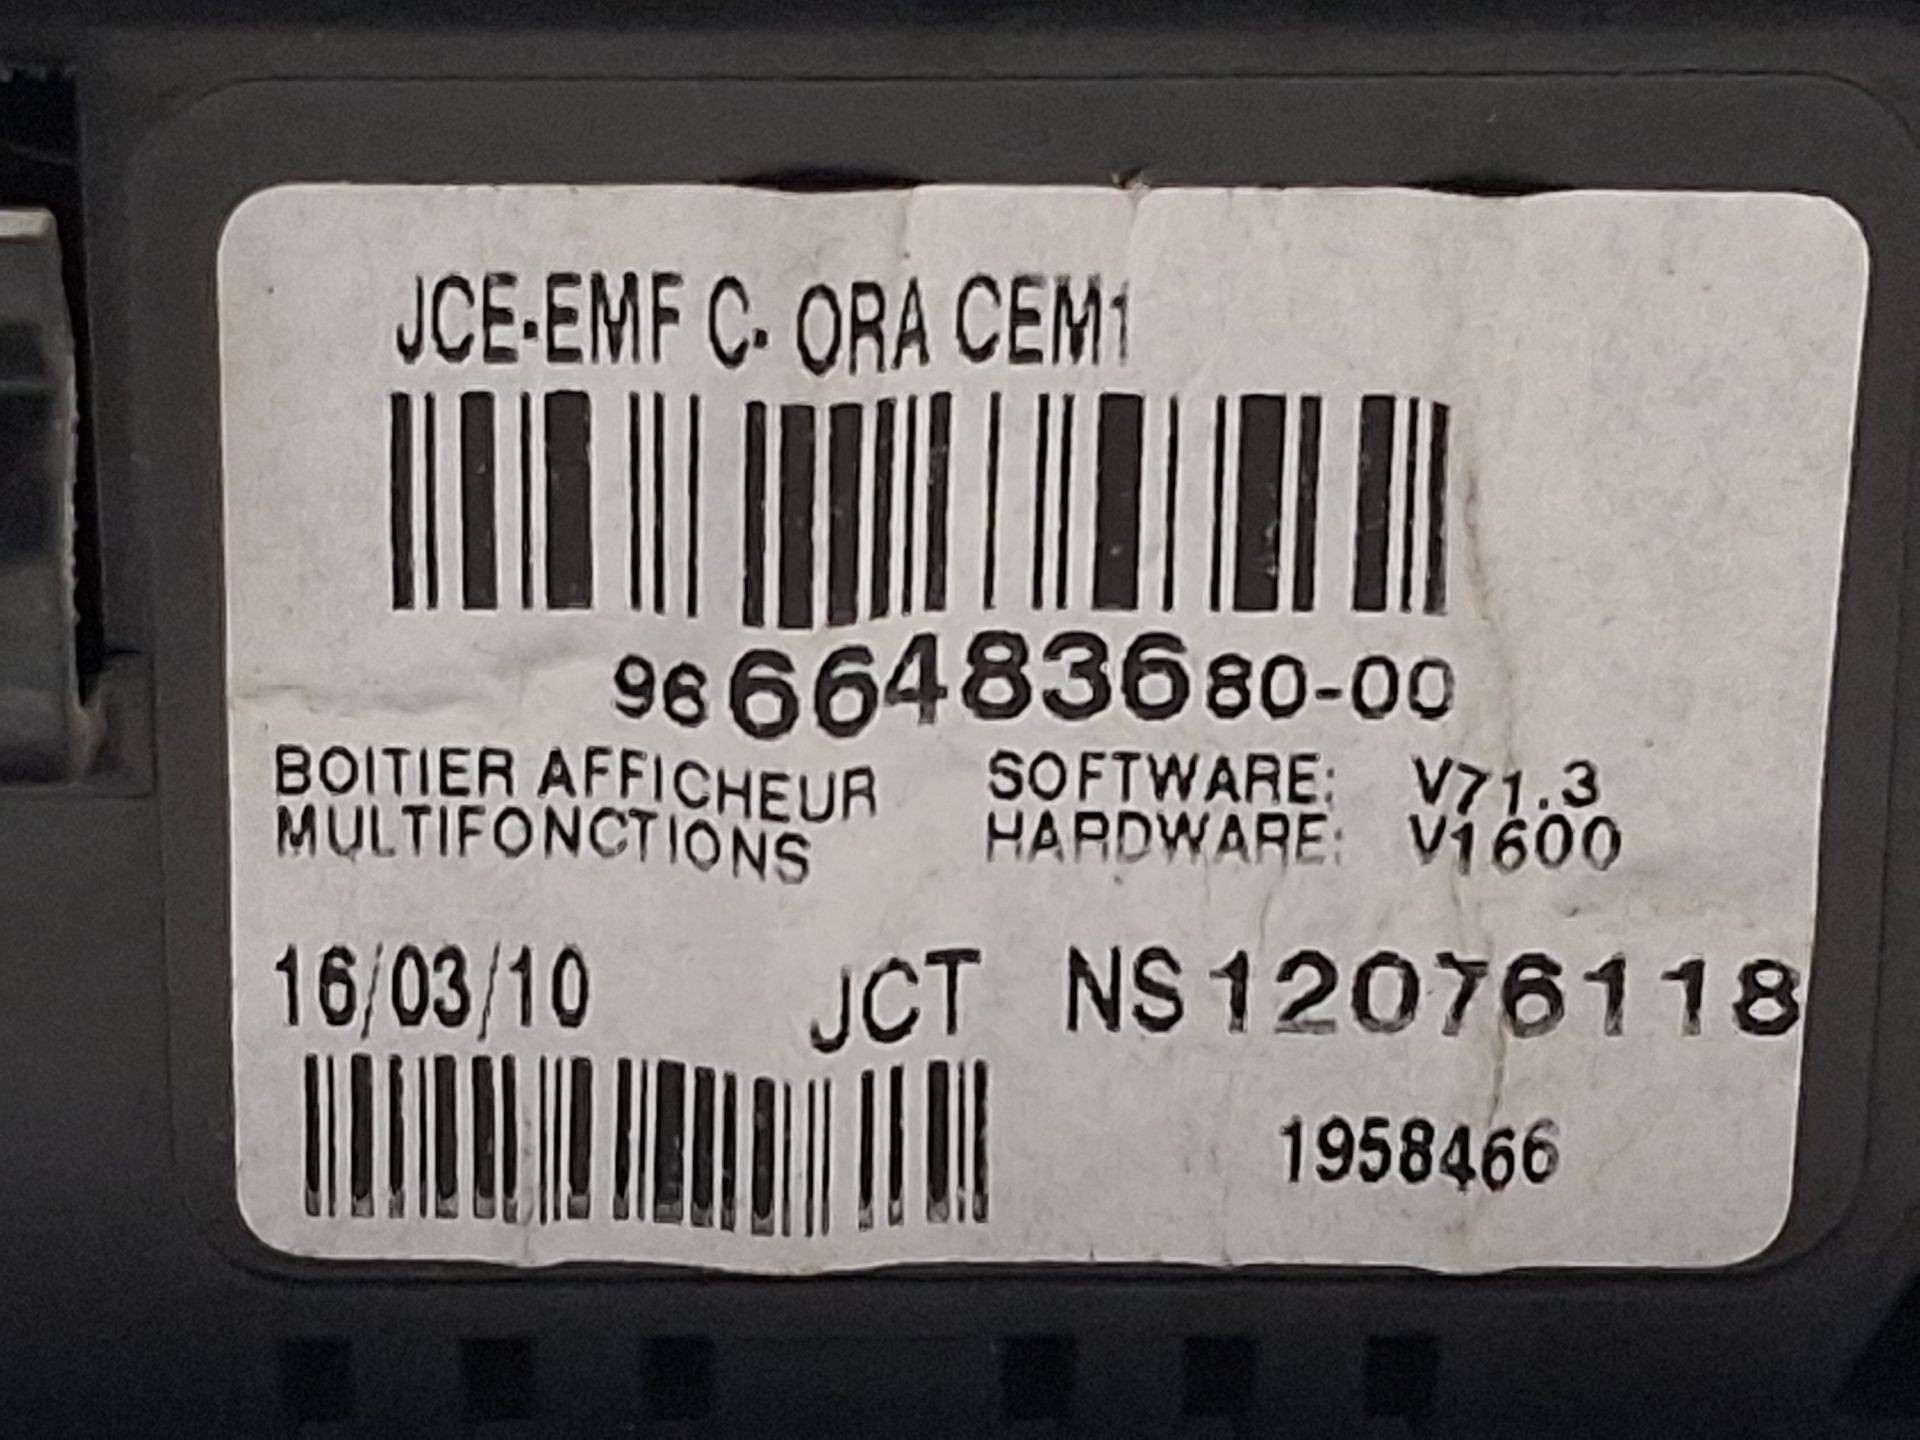 JCE-EMF C- ORA CEM1
9666483680-00
BOITIER AFFICHEUR
MULTIFONCTIONS
SOFTWARE: V71.3
HARDWARE: V1600
16/03/10 JCT NS12076118
1958466